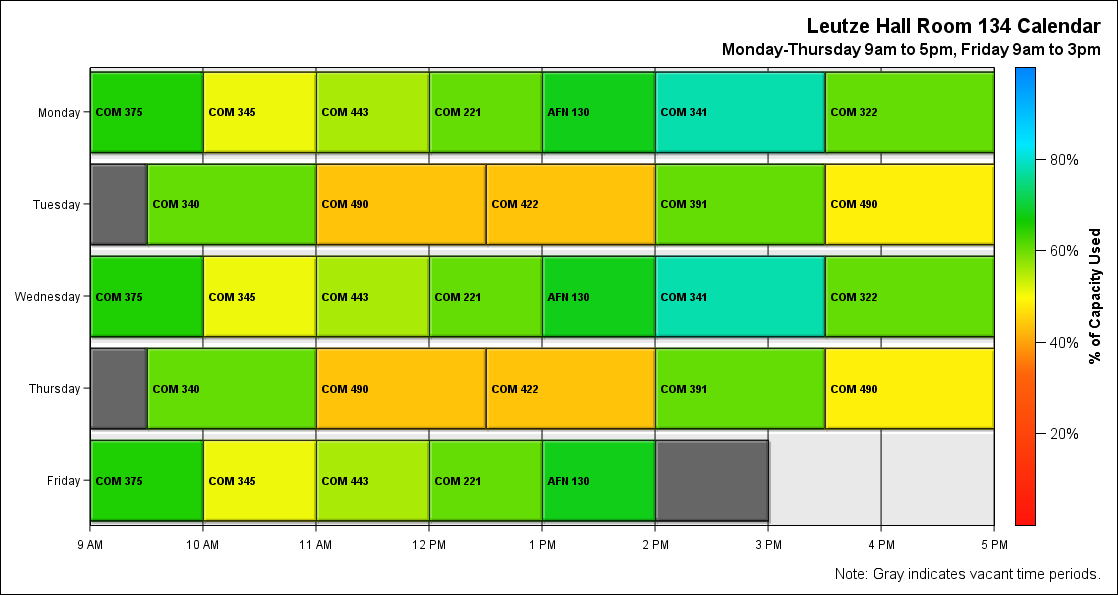 Leutze Hall Room 134 Calendar
Monday-Thursday 9am to 5pm, Friday 9am to 3pm
Monday COM 375 COM 345 COM 443 COM 221 AFN 130 COM 341 COM 322
Tuesday COM 340 COM 490 COM 422 COM 391 COM 490
Wednesday COM 375 COM 345 COM 443 COM 221 AFN 130 COM 341 COM 322
Thursday COM 340 COM 490 COM 422 COM 391 COM 490
Friday COM 375 COM 345 COM 443 COM 221 AFN 130
9 AM 10 AM 11 AM 12 PM 1 PM 2 PM 3 PM 4 PM 5 PM
80%
60%
40%
20%
% of Capacity Used
Note: Gray indicates vacant time periods.